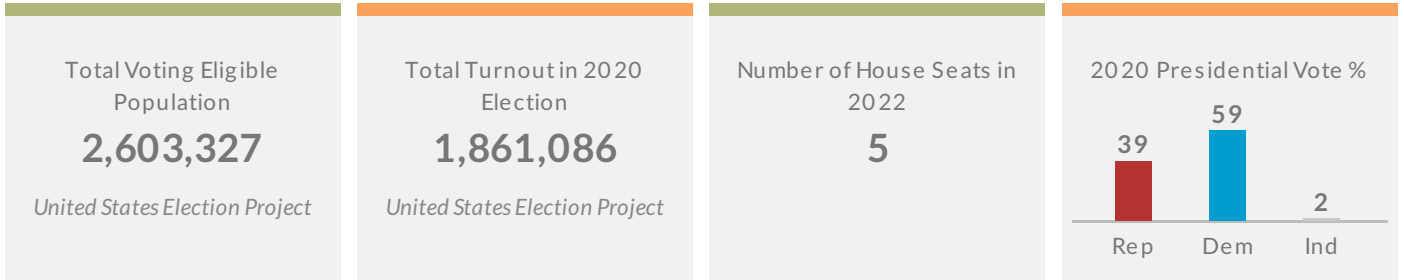 Total Voting Eligible
Population
2,603,327
United States Election Project
Total Turnout in 2020
Election
1,861,086
United States Election Project
Number of House Seats in
2022
5
2020 Presidential Vote %
39
59
2
Rep
Dem
Ind